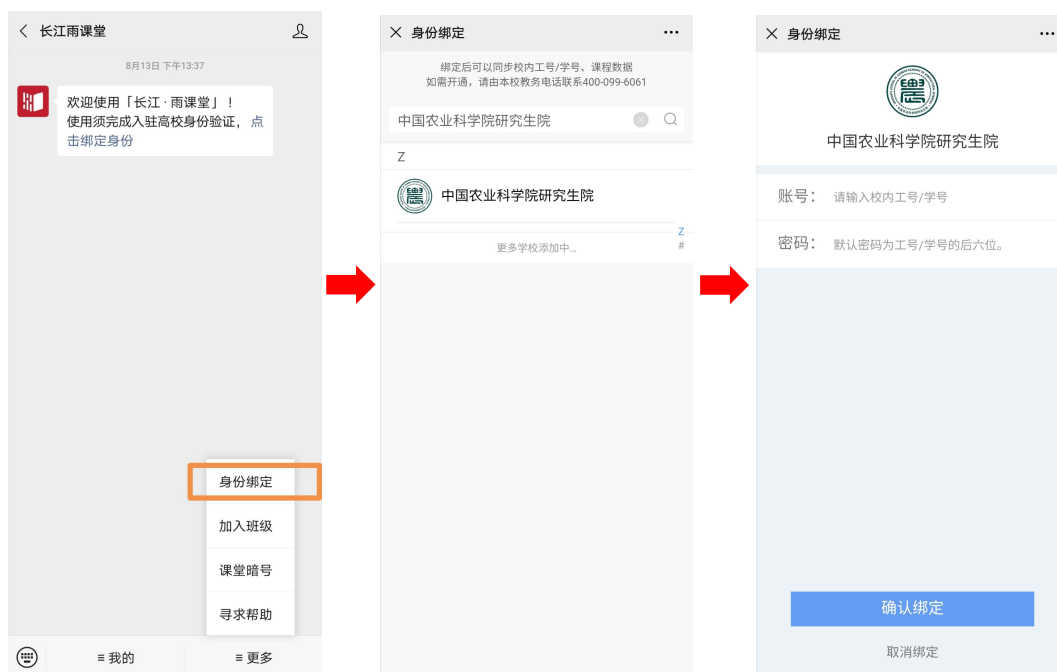 长江雨课堂
8月13日 下午13:37
欢迎使用「长江 · 雨课堂」！
使用须完成入驻高校身份验证，点
击绑定身份
身份绑定
加入班级
课堂暗号
寻求帮助
≡ 我的
≡ 更多
身份绑定
绑定后可以同步校内工号/学号、课程数据
如需开通，请由本校教务电话联系400-099-6061
中国农业科学院研究生院
Z
中国农业科学院研究生院
Z
#
更多学校添加中...
身份绑定
農
中国农业科学院研究生院
账号： 请输入校内工号/学号
密码： 默认密码为工号/学号的后六位。
确认绑定
取消绑定